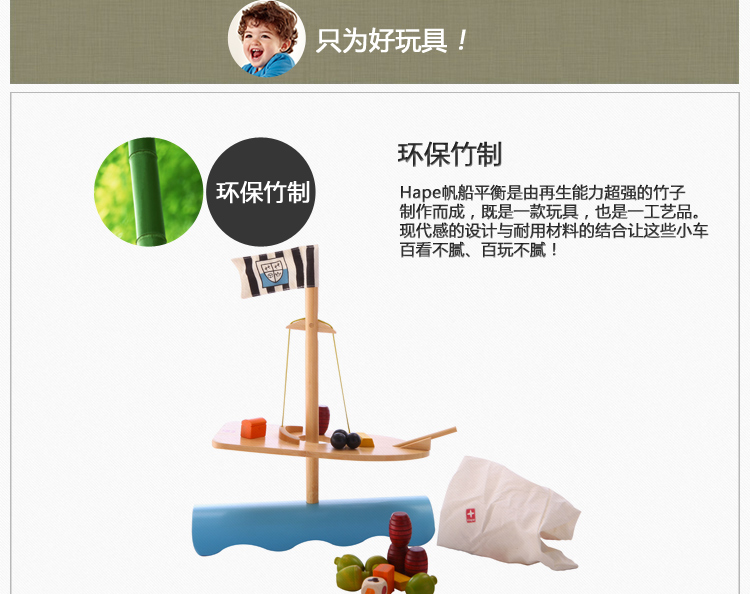 只为好玩具！
环保竹制
环保竹制
Hape帆船平衡是由再生能力超强的竹子
制作而成，既是一款玩具，也是一工艺品。
现代感的设计与耐用材料的结合让这些小车
百看不腻、百玩不腻！